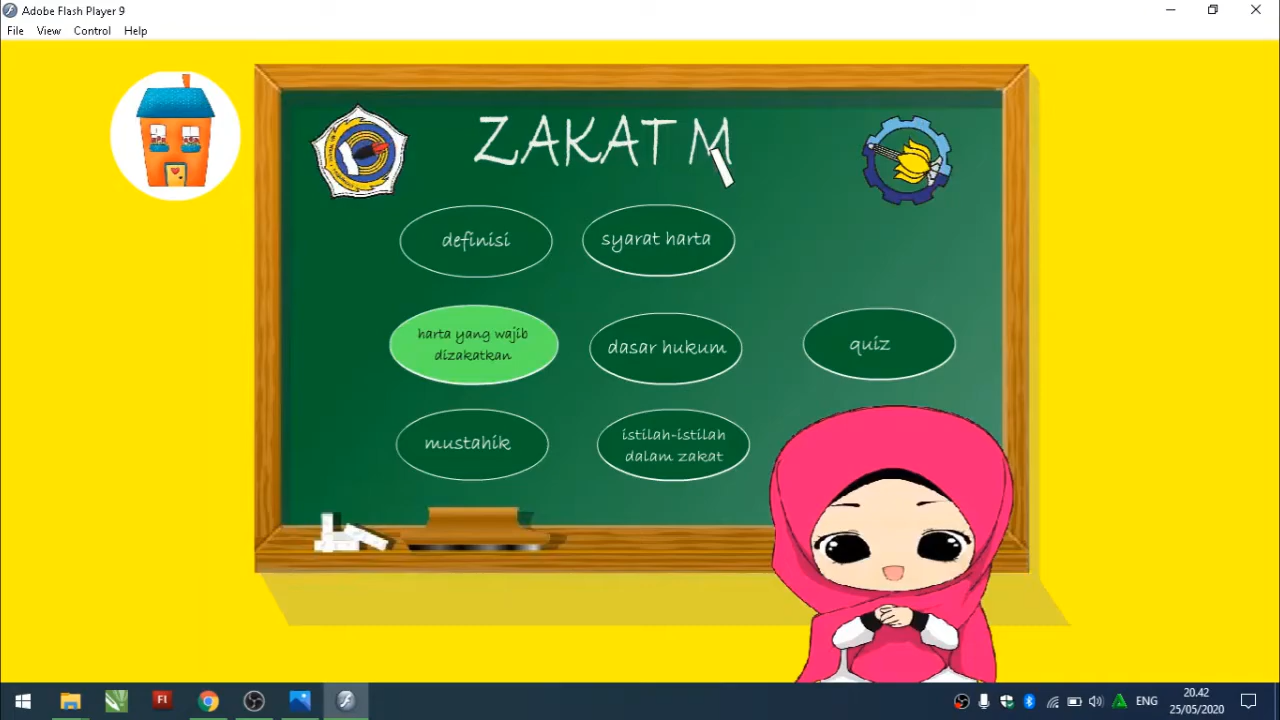 Adobe Flash Player 9
File View Control Help
ZAKAT M
definisi
syarat harta
harta yang wajib
dizakatkan
dasar hukum
quiz
mustahik
istilah-istilah
dalam zakat
ENG
20.42
25/05/2020